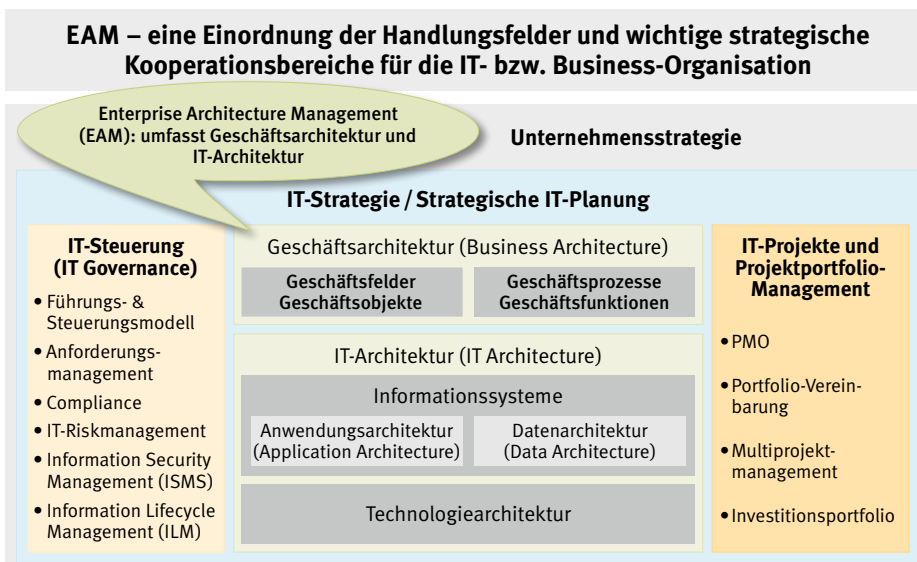 EAM – eine Einordnung der Handlungsfelder und wichtige strategische
Kooperationsbereiche für die IT- bzw. Business-Organisation
Enterprise Architecture Management
(EAM): umfasst Geschäftsarchitektur und
IT-Architektur
Unternehmensstrategie
IT-Strategie / Strategische IT-Planung
IT-Steuerung
(IT Governance)
• Führungs- &
Steuerungsmodell
• Anforderungs-
management
• Compliance
• IT-Riskmanagement
• Information Security
Management (ISMS)
• Information Lifecycle
Management (ILM)
Geschäftsarchitektur (Business Architecture)
Geschäftsfelder
Geschäftsobjekte
Geschäftsprozesse
Geschäftsfunktionen
IT-Architektur (IT Architecture)
Informationssysteme
Anwendungsarchitektur
(Application Architecture)
Datenarchitektur
(Data Architecture)
Technologiearchitektur
IT-Projekte und
Projektportfolio-
Management
• PMO
• Portfolio-Verein-
barung
• Multiprojekt-
management
• Investitionsportfolio